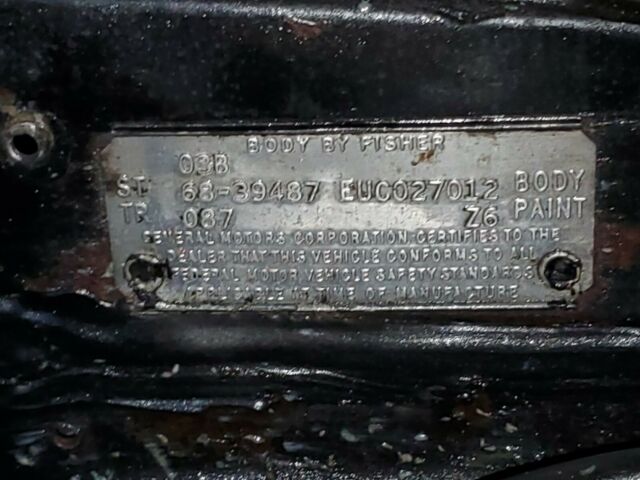 BODY BY FISHER
03B
ST 68-39487 EUC027012 BODY
TR 087 Z6 PAINT
GENERAL MOTORS CORPORATION CERTIFIES TO THE
DEALER THAT THIS VEHICLE CONFORMS TO ALL
FEDERAL MOTOR VEHICLE SAFETY STANDARDS
APPLICABLE AT TIME OF MANUFACTURE